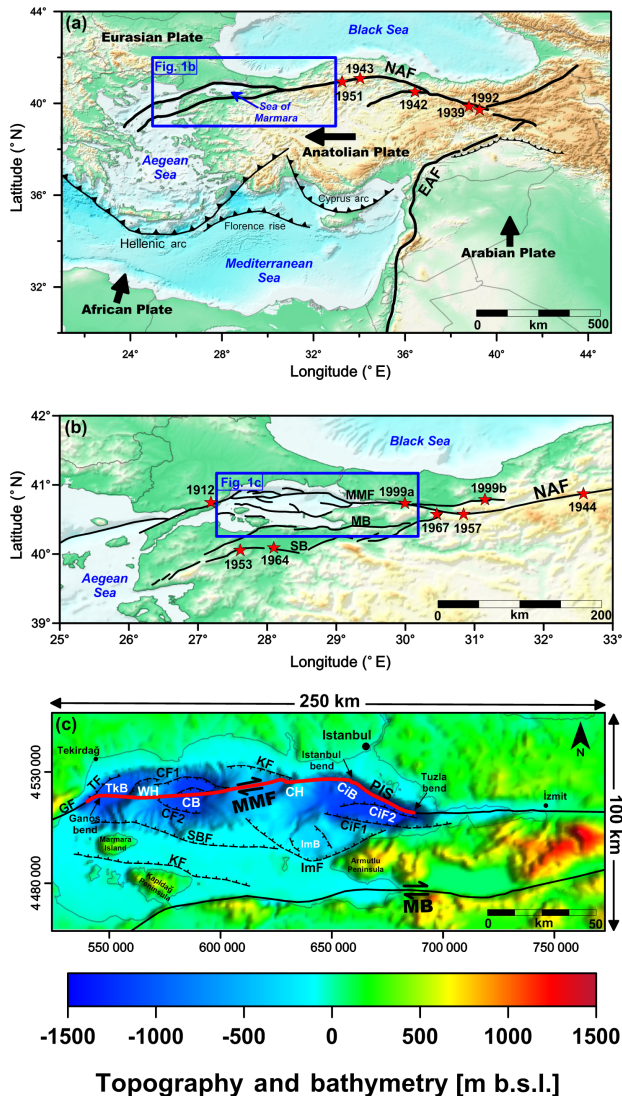 (a)
Black Sea
Eurasian Plate
40°
36°
32°
Latitude (° N)
Fig. 1b
1943
NAF
1951
1942
1992
1939
Sea of
Marmara
Anatolian Plate
Aegean
Sea
Cyprus arc
EAF
Hellenic arc
Florence rise
Arabian Plate
Mediterranean
Sea
African Plate
0 km 500
24° 28° 32° 36° 40° 44°
Longitude (° E)
42°
41°
40°
39°
Latitude (° N)
(b)
Black Sea
Fig. 1c
1912
MMF
1999a
1999b
NAF
MB
1967
1957
1944
SB
1953
1964
Aegean
Sea
0 km 200
25° 26° 27° 28° 29° 30° 31° 32° 33°
Longitude (° E)
250 km
100 km
4 530 000
4 480 000
(c)
N
Istanbul
Tekirdağ
Istanbul
bend
CF1
KF
TF
PIS
Tuzla
bend
TkB
WH
CH
CiB
İzmit
GF
CB
MMF
CiF2
Ganos
bend
CF2
CiF1
SBF
Marmara
Island
ImB
KF
ImF
Armutlu
Peninsula
Kapıdağ
Peninsula
MB
0 km 50
550 000 600 000 650 000 700 000 750 000
-1500 -1000 -500 0 500 1000 1500
Topography and bathymetry [m b.s.l.]